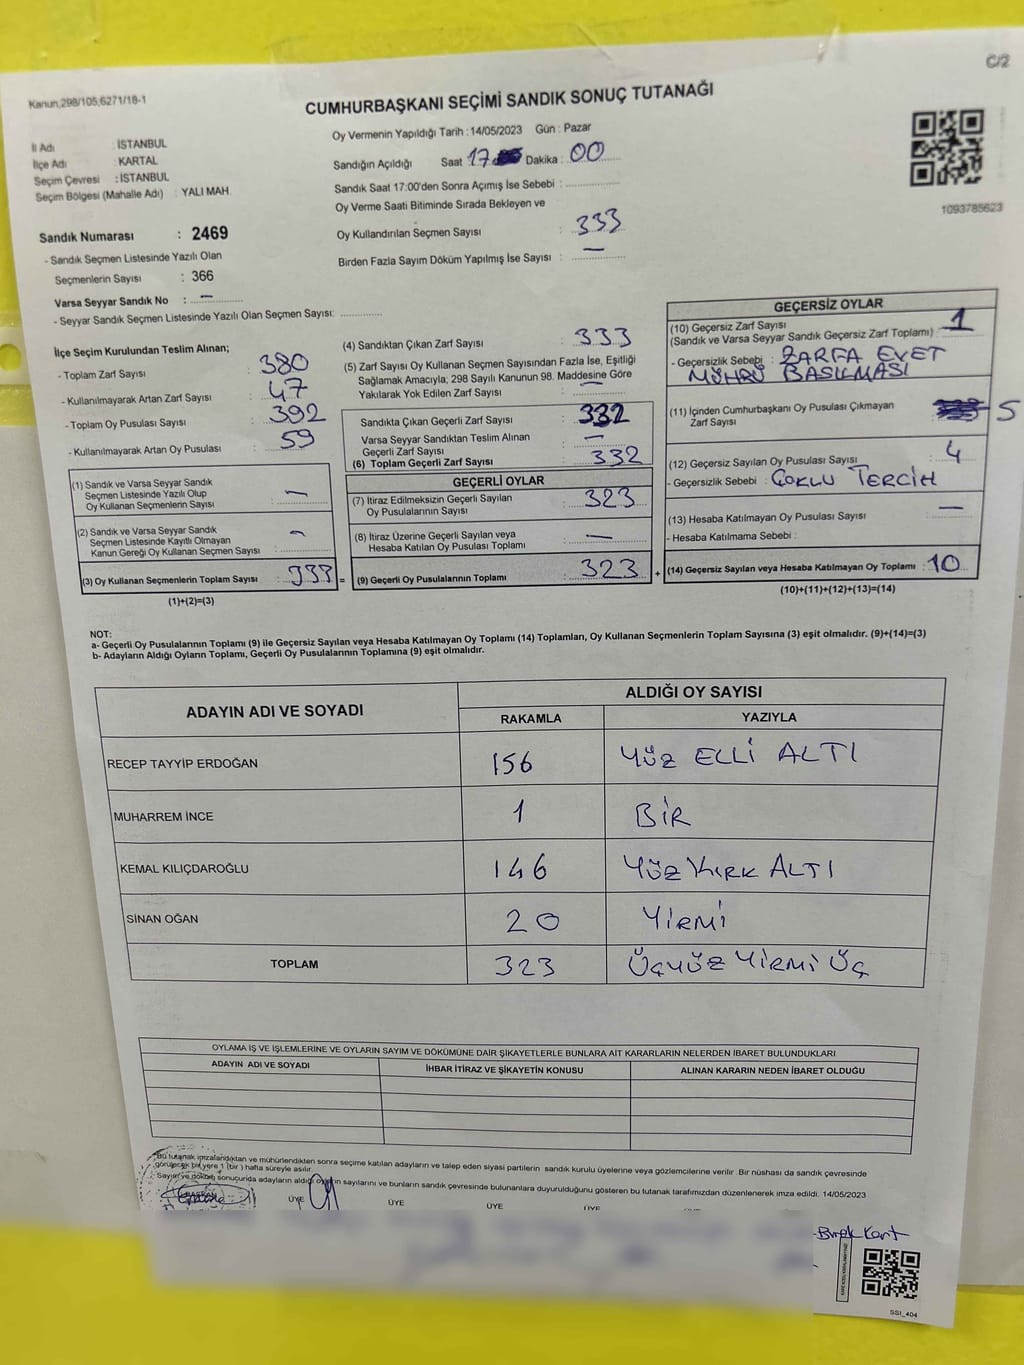 C/2
Kanun,298/105,6271/18-1
CUMHURBAŞKANI SEÇİMİ SANDIK SONUÇ TUTANAĞI
İl Adı : İSTANBUL
İlçe Adı : KARTAL
Seçim Çevresi : İSTANBUL
Seçim Bölgesi (Mahalle Adı) : YALI MAH.
Sandık Numarası : 2469
- Sandık Seçmen Listesinde Yazılı Olan
Seçmenlerin Sayısı : 366
Varsa Seyyar Sandık No : —
- Seyyar Sandık Seçmen Listesinde Yazılı Olan Seçmen Sayısı:
Oy Vermenin Yapıldığı Tarih : 14/05/2023 Gün : Pazar
Sandığın Açıldığı Saat 17 Dakika : 00
Sandık Saat 17:00'den Sonra Açımış İse Sebebi :
Oy Verme Saati Bitiminde Sırada Bekleyen ve
Oy Kullandırılan Seçmen Sayısı : 333
Birden Fazla Sayım Döküm Yapılmış İse Sayısı : —
1093785623
İlçe Seçim Kurulundan Teslim Alınan;
- Toplam Zarf Sayısı : 380
- Kullanılmayarak Artan Zarf Sayısı : 47
- Toplam Oy Pusulası Sayısı : 392
- Kullanılmayarak Artan Oy Pusulası : 59
(1) Sandık ve Varsa Seyyar Sandık
Seçmen Listesinde Yazılı Olup
Oy Kullanan Seçmenlerin Sayısı : —
(2) Sandık ve Varsa Seyyar Sandık
Seçmen Listesinde Kayıtlı Olmayan
Kanun Gereği Oy Kullanan Seçmen Sayısı : —
(3) Oy Kullanan Seçmenlerin Toplam Sayısı : 333 =
(1)+(2)=(3)
(4) Sandıktan Çıkan Zarf Sayısı : 333
(5) Zarf Sayısı Oy Kullanan Seçmen Sayısından Fazla İse, Eşitliği
Sağlamak Amacıyla; 298 Sayılı Kanunun 98. Maddesine Göre
Yakılarak Yok Edilen Zarf Sayısı : —
Sandıkta Çıkan Geçerli Zarf Sayısı : 332
Varsa Seyyar Sandıktan Teslim Alınan
Geçerli Zarf Sayısı : —
(6) Toplam Geçerli Zarf Sayısı : 332
GEÇERLİ OYLAR
(7) İtiraz Edilmeksizin Geçerli Sayılan
Oy Pusulalarının Sayısı : 323
(8) İtiraz Üzerine Geçerli Sayılan veya
Hesaba Katılan Oy Pusulası Toplamı : —
(9) Geçerli Oy Pusulalarının Toplamı : 323 +
GEÇERSİZ OYLAR
(10) Geçersiz Zarf Sayısı
(Sandık ve Varsa Seyyar Sandık Geçersiz Zarf Toplamı) : 1
- Geçersizlik Sebebi : ZARFA EVET
MÜHRÜ BASILMASI
(11) İçinden Cumhurbaşkanı Oy Pusulası Çıkmayan
Zarf Sayısı : 5
(12) Geçersiz Sayılan Oy Pusulası Sayısı : 4
- Geçersizlik Sebebi : ÇOKLU TERCİH
(13) Hesaba Katılmayan Oy Pusulası Sayısı : —
- Hesaba Katılmama Sebebi :
(14) Geçersiz Sayılan veya Hesaba Katılmayan Oy Toplamı : 10
(10)+(11)+(12)+(13)=(14)
NOT:
a- Geçerli Oy Pusulalarının Toplamı (9) ile Geçersiz Sayılan veya Hesaba Katılmayan Oy Toplamı (14) Toplamları, Oy Kullanan Seçmenlerin Toplam Sayısına (3) eşit olmalıdır. (9)+(14)=(3)
b- Adayların Aldığı Oyların Toplamı, Geçerli Oy Pusulalarının Toplamına (9) eşit olmalıdır.
ADAYIN ADI VE SOYADI
ALDIĞI OY SAYISI
RAKAMLA YAZIYLA
RECEP TAYYİP ERDOĞAN 156 YÜZ ELLİ ALTI
MUHARREM İNCE 1 BİR
KEMAL KILIÇDAROĞLU 146 YÜZ KIRK ALTI
SİNAN OĞAN 20 YİRMİ
TOPLAM 323 ÜÇYÜZ YİRMİ ÜÇ
OYLAMA İŞ VE İŞLEMLERİNE VE OYLARIN SAYIM VE DÖKÜMÜNE DAİR ŞİKAYETLERLE BUNLARA AİT KARARLARIN NELERDEN İBARET BULUNDUKLARI
ADAYIN ADI VE SOYADI İHBAR İTİRAZ VE ŞİKAYETİN KONUSU ALINAN KARARIN NEDEN İBARET OLDUĞU
Bu tutanak imzalandıktan ve mühürlendikten sonra seçime katılan adayların ve talep eden siyasi partilerin sandık kurulu üyelerine veya gözlemcilerine verilir. Bir nüshası da sandık çevresinde
görülecek bir yere 1 (bir) hafta süreyle asılır.
Sayım ve döküm sonucunda adayların aldığı oyların sayılarını ve bunların sandık çevresinde bulunanlara duyurulduğunu gösteren bu tutanak tarafımızdan düzenlenerek imza edildi. 14/05/2023
BAŞKAN ÜYE ÜYE ÜYE ÜYE
SSI_404